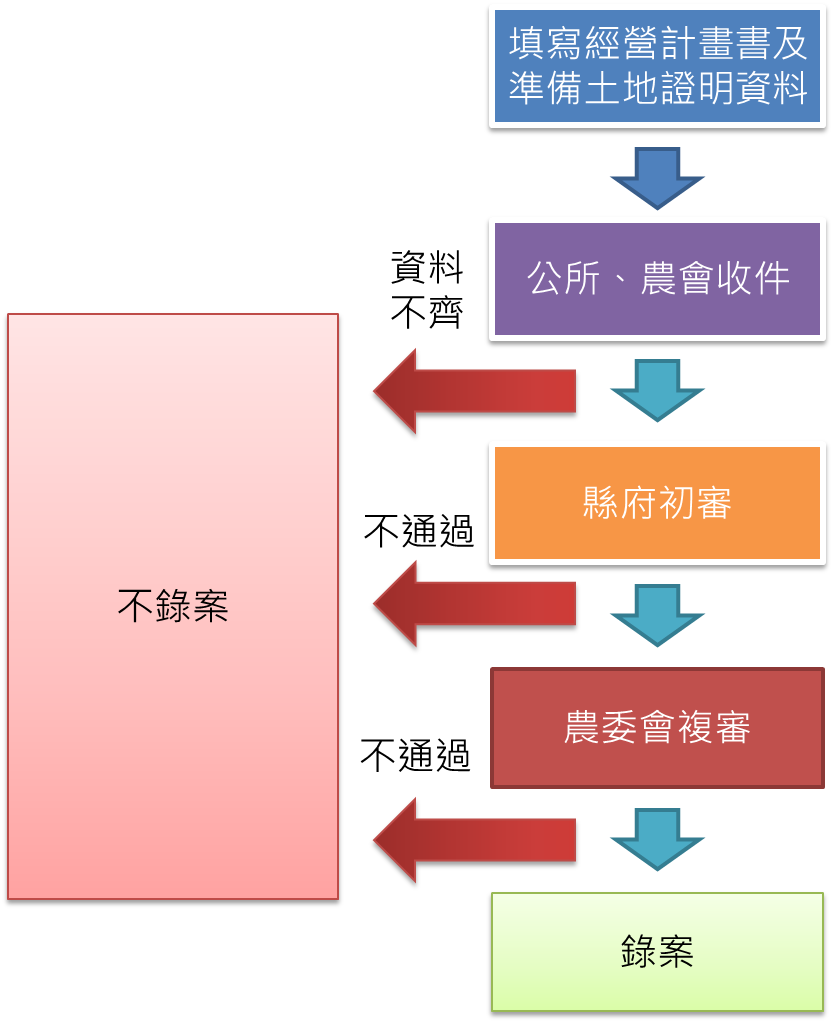 填寫經營計畫書及
準備土地證明資料
公所、農會收件
資料
不齊
縣府初審
不通過
不錄案
農委會複審
不通過
錄案